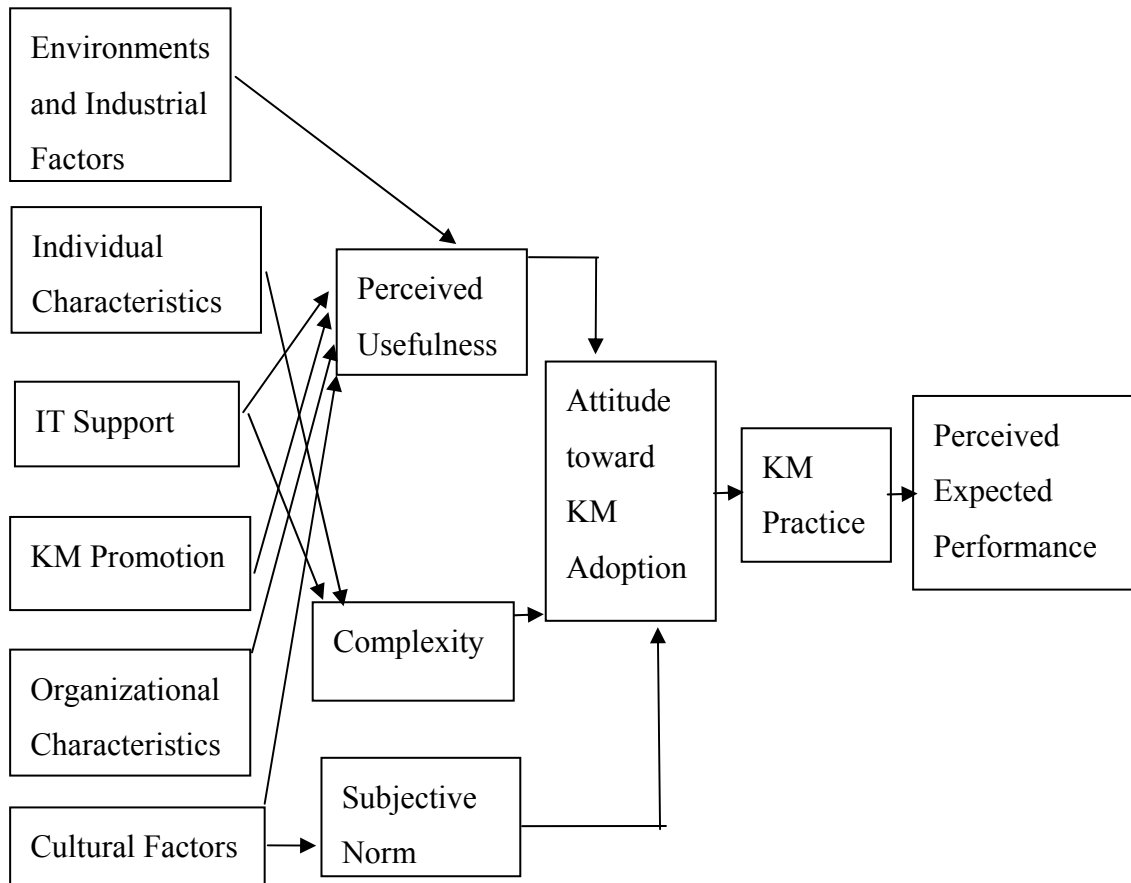 Environments
and Industrial
Factors
Individual
Characteristics
IT Support
KM Promotion
Organizational
Characteristics
Cultural Factors
Perceived
Usefulness
Complexity
Subjective
Norm
Attitude
toward
KM
Adoption
KM
Practice
Perceived
Expected
Performance